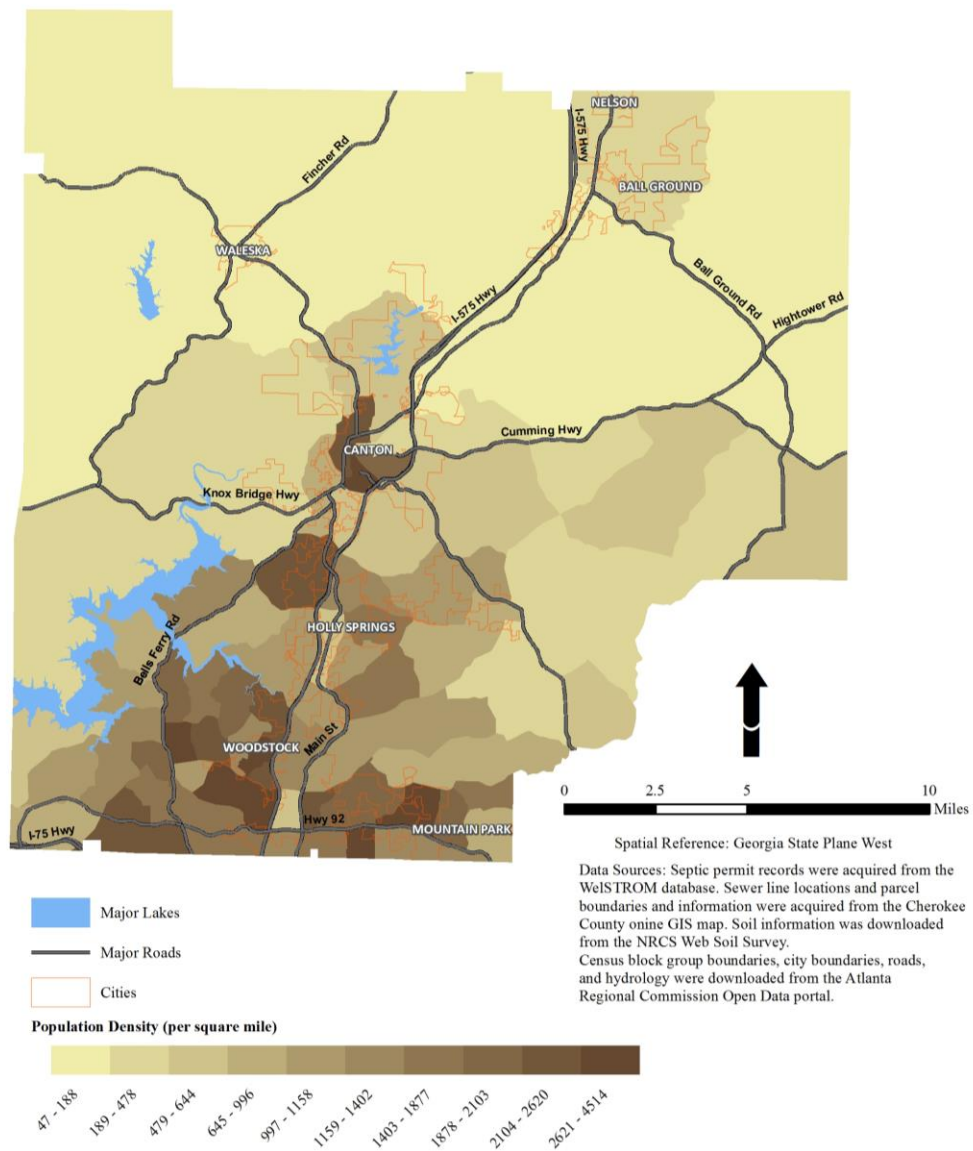 NELSON
I-575 Hwy
BALL GROUND
Fincher Rd
WALESKA
Ball Ground Rd
Hightower Rd
I-575 Hwy
Cumming Hwy
CANTON
Knox Bridge Hwy
HOLLY SPRINGS
Bells Ferry Rd
Main St
WOODSTOCK
Hwy 92
MOUNTAIN PARK
I-75 Hwy
0 2.5 5 10
Miles
Spatial Reference: Georgia State Plane West
Data Sources: Septic permit records were acquired from the
WelSTROM database. Sewer line locations and parcel
boundaries and information were acquired from the Cherokee
County onine GIS map. Soil information was downloaded
from the NRCS Web Soil Survey.
Census block group boundaries, city boundaries, roads,
and hydrology were downloaded from the Atlanta
Regional Commission Open Data portal.
Major Lakes
Major Roads
Cities
Population Density (per square mile)
47 - 188
189 - 478
479 - 644
645 - 996
997 - 1158
1159 - 1402
1403 - 1877
1878 - 2103
2104 - 2620
2621 - 4514